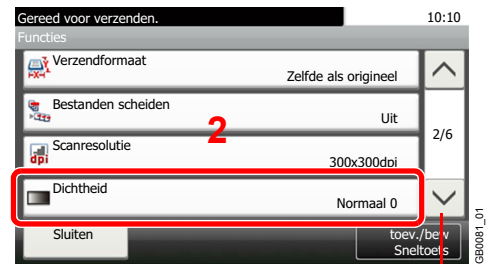 Gereed voor verzenden. 10:10
Functies
Verzendformaat
Zelfde als origineel
Bestanden scheiden
Uit
2
2/6
Scanresolutie
dpi
300x300dpi
Dichtheid
Normaal 0
Sluiten
toev./bew
Sneltoets
GB0081_01